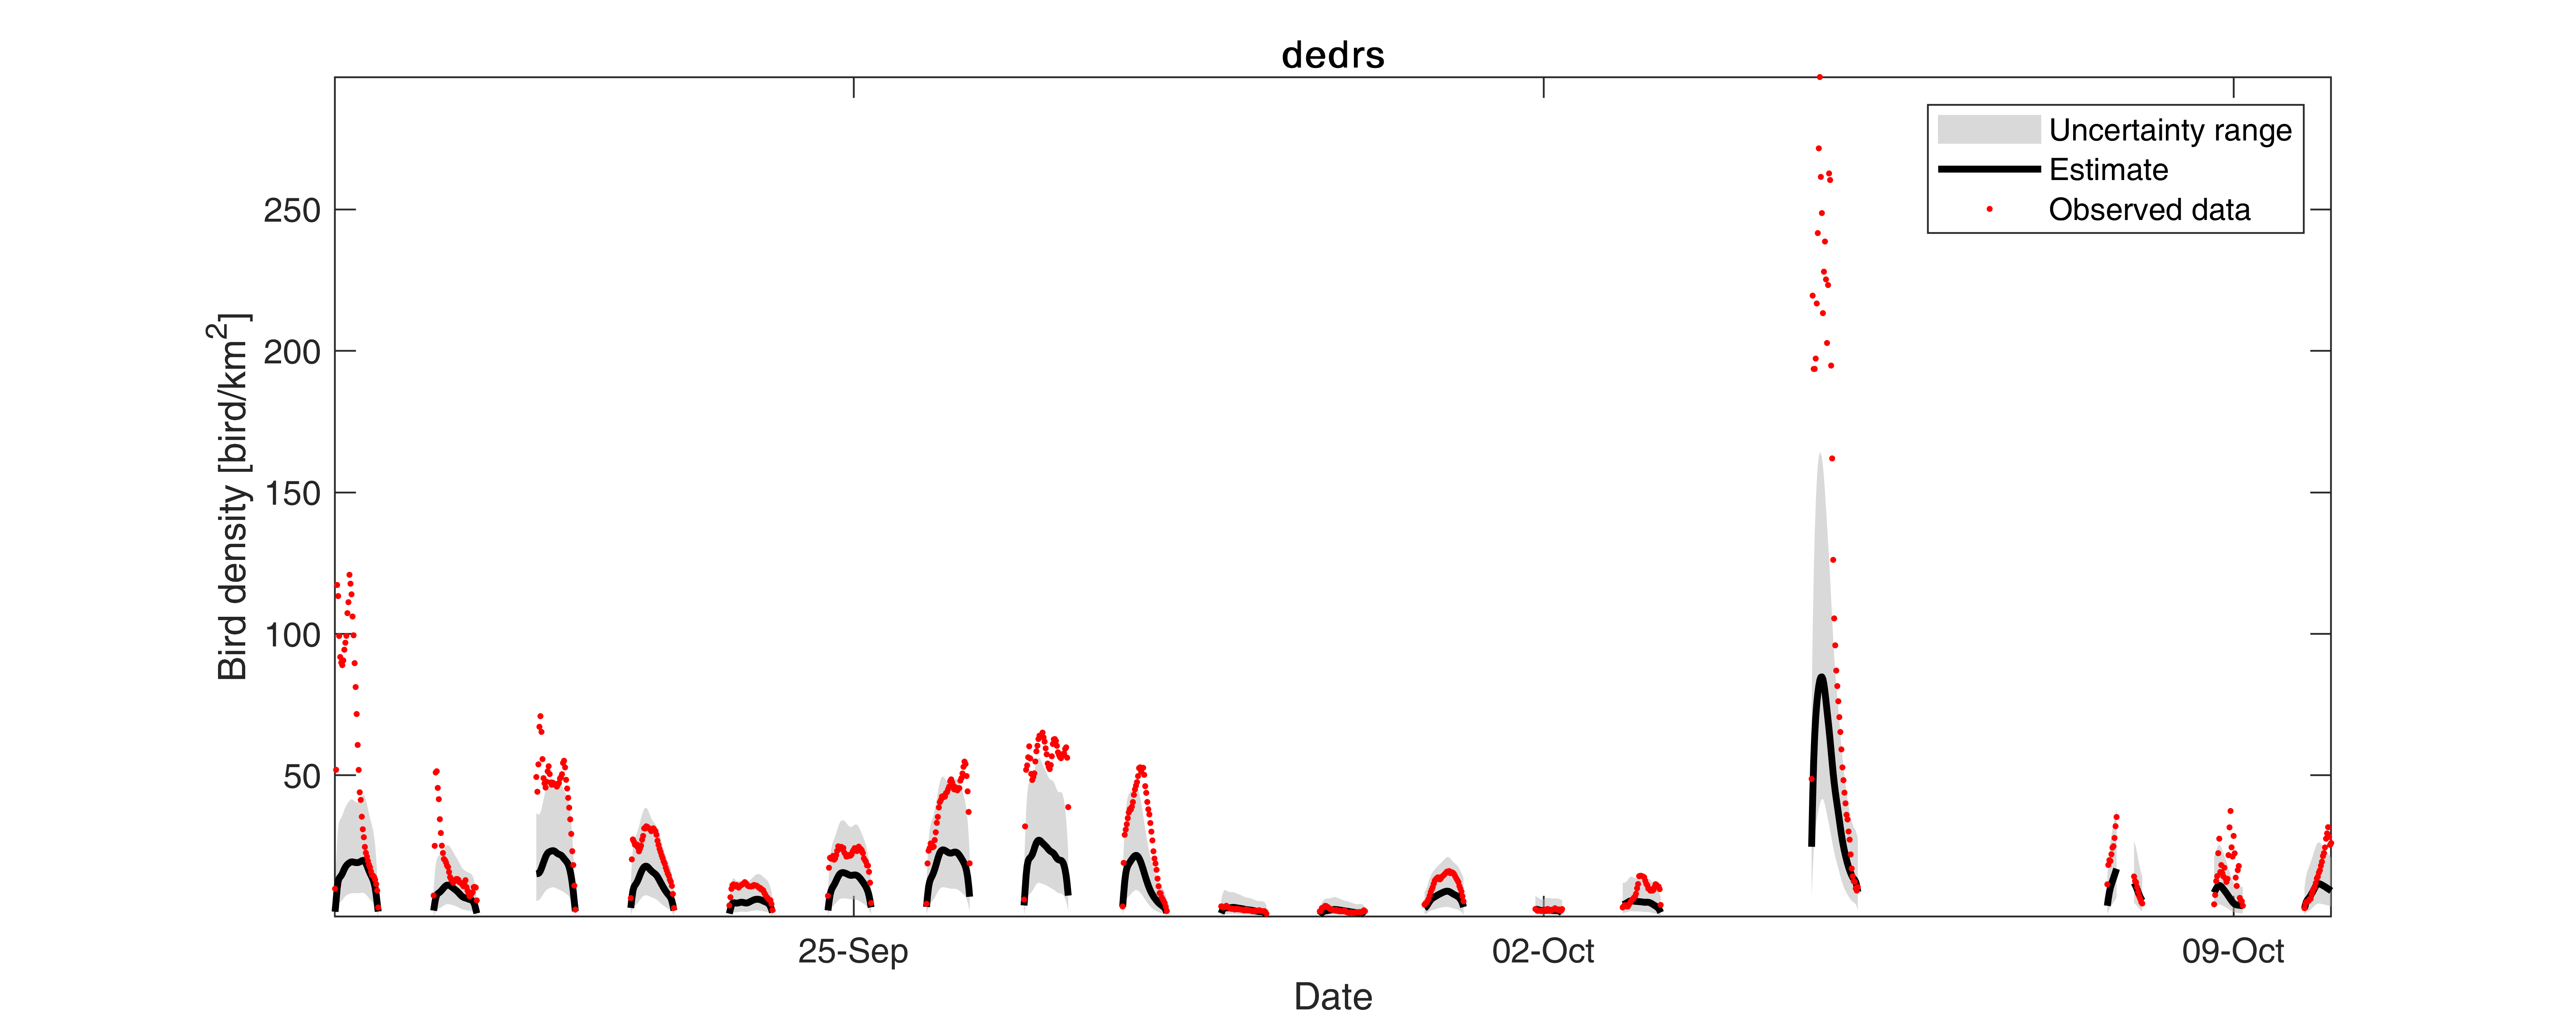 dedrs
Uncertainty range
Estimate
Observed data
250
200
150
100
50
Bird density [bird/km²]
25-Sep
02-Oct
09-Oct
Date